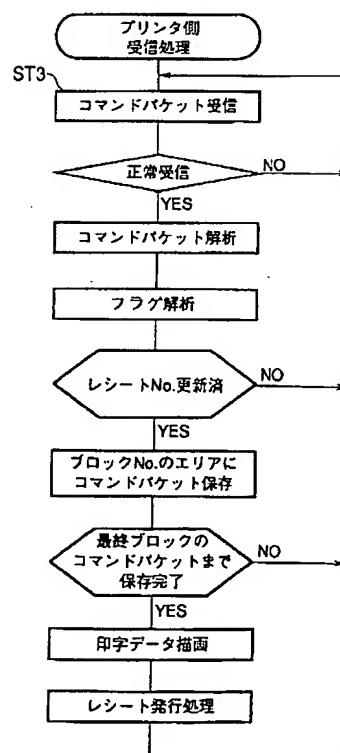 プリンタ側
受信処理
ST3
コマンドパケット受信
正常受信
NO
YES
コマンドパケット解析
フラグ解析
レシートNo.更新済
NO
YES
ブロックNo.のエリアに
コマンドパケット保存
最終ブロックの
コマンドパケットまで
保存完了
NO
YES
印字データ描画
レシート発行処理